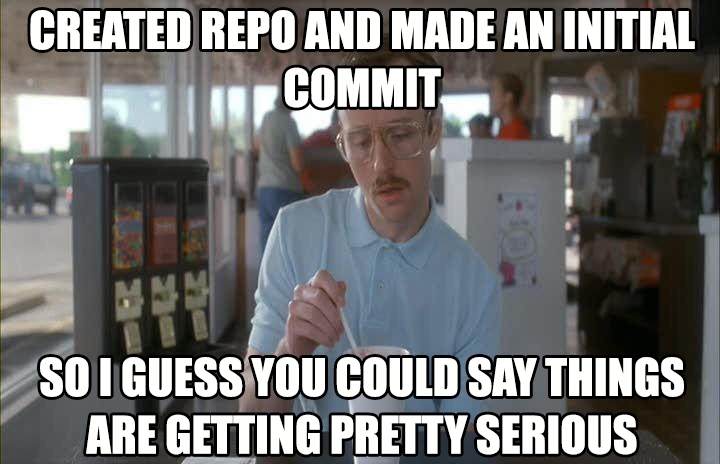 CREATED REPO AND MADE AN INITIAL
COMMIT
SO I GUESS YOU COULD SAY THINGS
ARE GETTING PRETTY SERIOUS